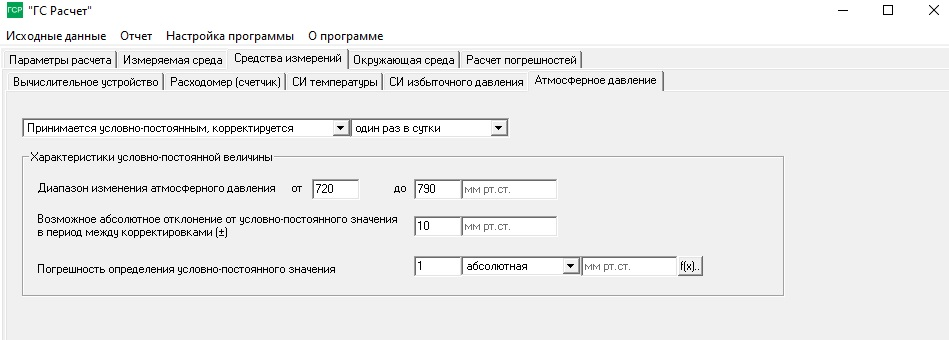 ГСР "ГС Расчет"
Исходные данные Отчет Настройка программы О программе
Параметры расчета Измеряемая среда Средства измерений Окружающая среда Расчет погрешностей
Вычислительное устройство Расходомер (счетчик) СИ температуры СИ избыточного давления Атмосферное давление
Принимается условно-постоянным, корректируется один раз в сутки
Характеристики условно-постоянной величины
Диапазон изменения атмосферного давления от 720 до 790 мм рт.ст.
Возможное абсолютное отклонение от условно-постоянного значения
в период между корректировками (±) 10 мм рт.ст.
Погрешность определения условно-постоянного значения 1 абсолютная мм рт.ст. f(x)..